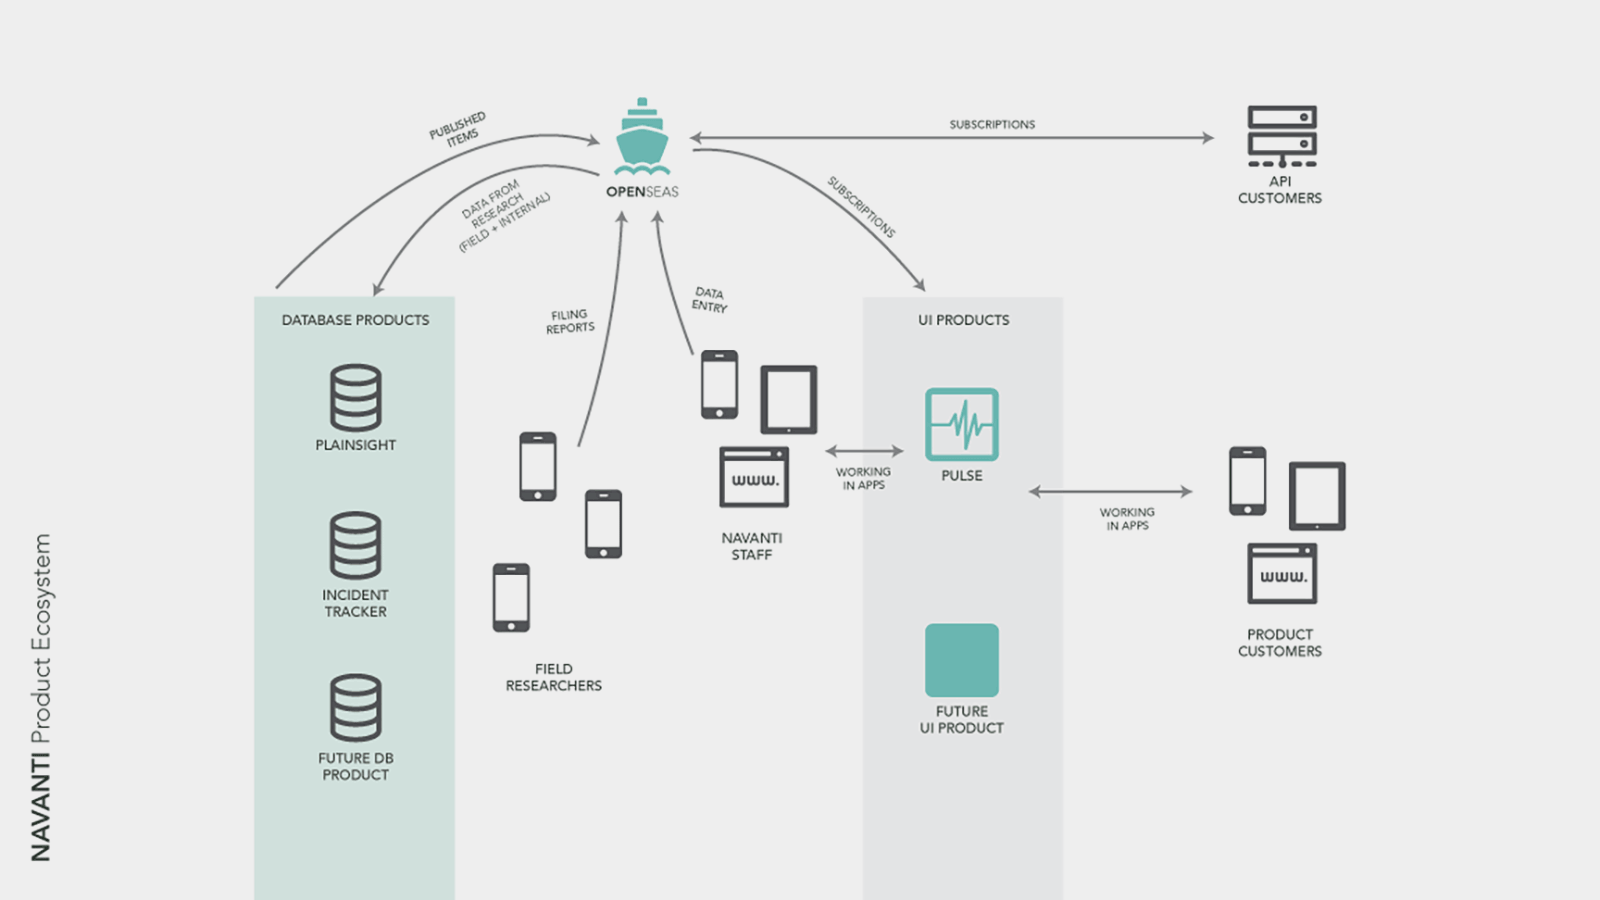 PUBLISHED
ITEMS
DATA FROM
RESEARCH
(FIELD + INTERNAL)
OPENSEAS
SUBSCRIPTIONS
API
CUSTOMERS
SUBSCRIPTIONS
DATABASE PRODUCTS
PLAINSIGHT
INCIDENT
TRACKER
FUTURE DB
PRODUCT
FILING
REPORTS
DATA
ENTRY
FIELD
RESEARCHERS
www.
NAVANTI
STAFF
WORKING
IN APPS
UI PRODUCTS
PULSE
FUTURE
UI PRODUCT
WORKING
IN APPS
www.
PRODUCT
CUSTOMERS
NAVANTI Product Ecosystem